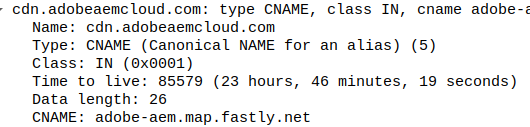 cdn.adobeaemcloud.com: type CNAME, class IN, cname adobe-a
Name: cdn.adobeaemcloud.com
Type: CNAME (Canonical NAME for an alias) (5)
Class: IN (0x0001)
Time to live: 85579 (23 hours, 46 minutes, 19 seconds)
Data length: 26
CNAME: adobe-aem.map.fastly.net